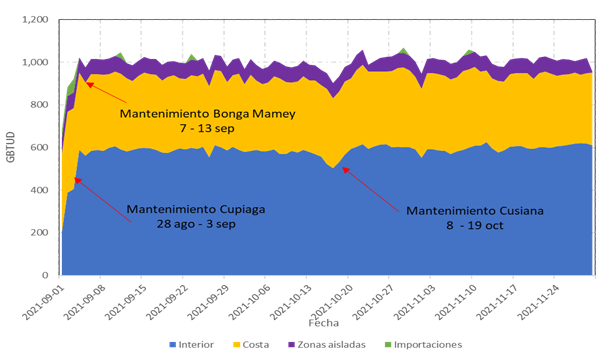 1,200
1,000
800
600
400
200
0
GBTUD
Mantenimiento Bonga Mamey
7 - 13 sep
Mantenimiento Cupiaga
28 ago - 3 sep
Mantenimiento Cusiana
8 - 19 oct
2021-09-01
2021-09-08
2021-09-15
2021-09-22
2021-09-29
2021-10-06
2021-10-13
2021-10-20
2021-10-27
2021-11-03
2021-11-10
2021-11-17
2021-11-24
Fecha
Interior
Costa
Zonas aisladas
Importaciones